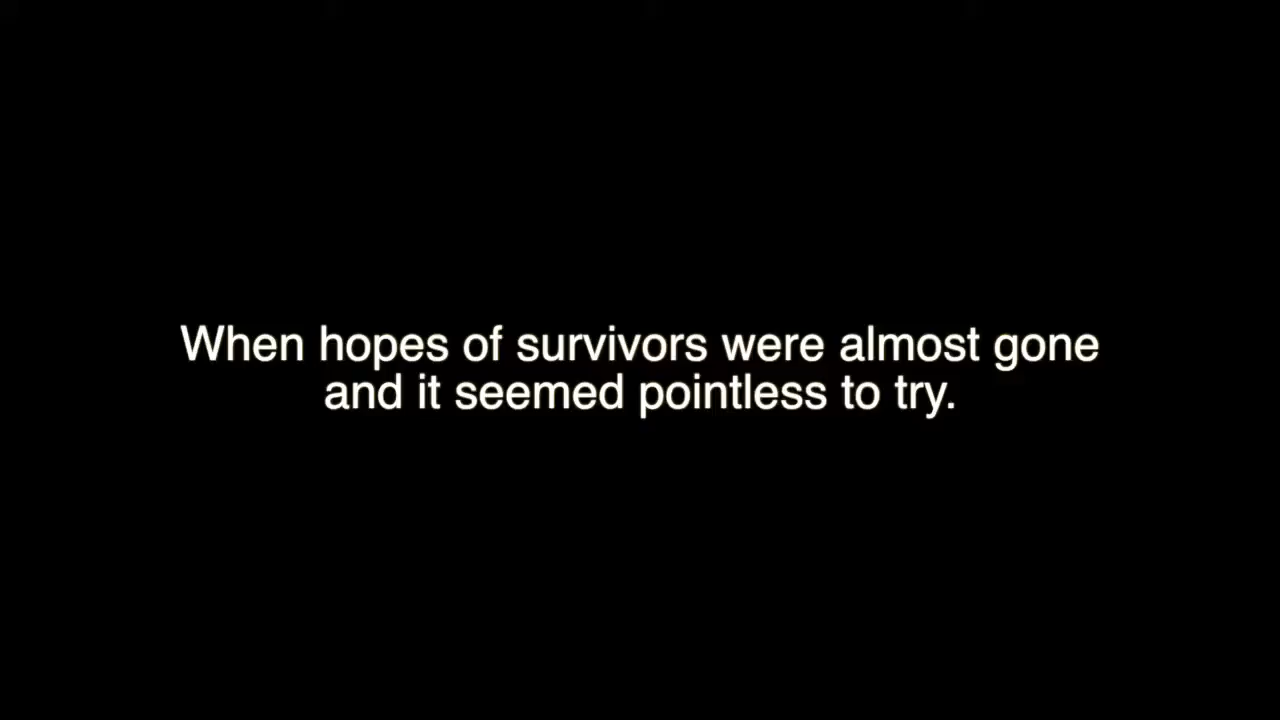 When hopes of survivors were almost gone
and it seemed pointless to try.